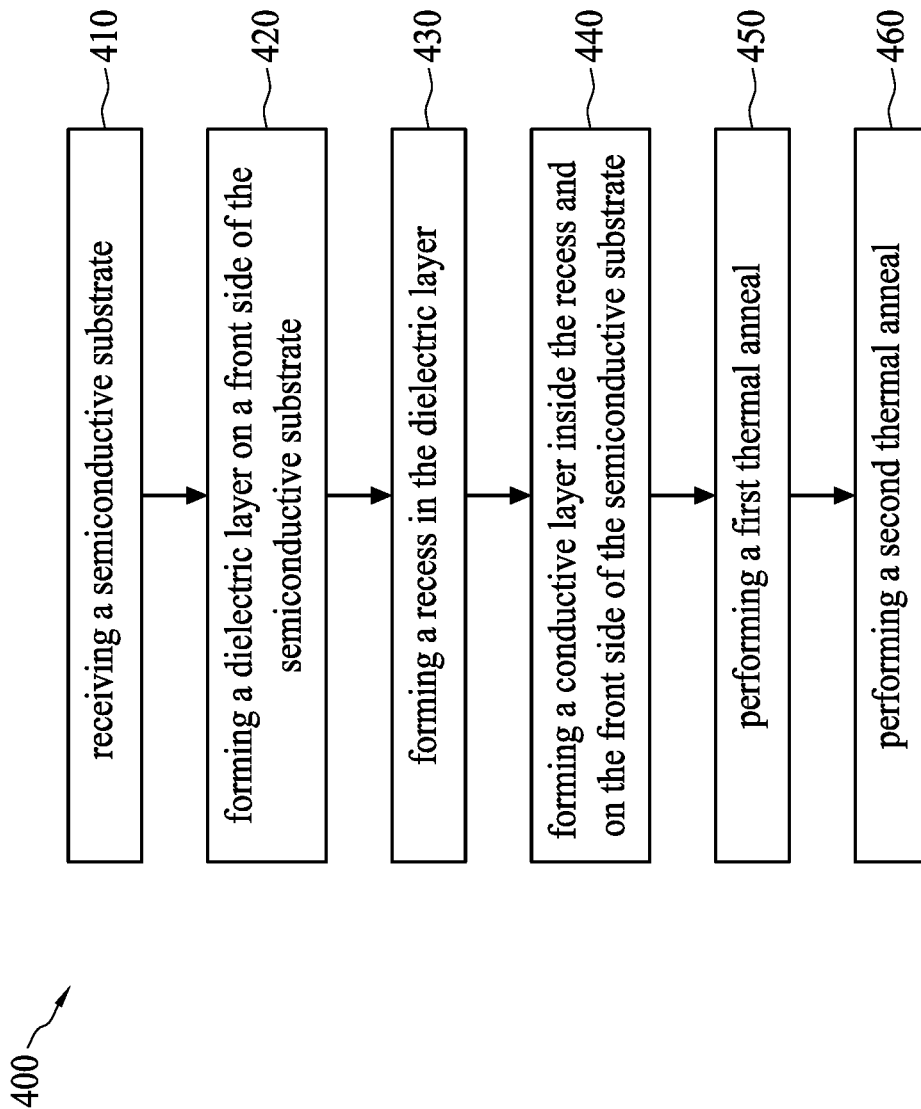 400
receiving a semiconductive substrate
410
forming a dielectric layer on a front side of the
semiconductive substrate
420
forming a recess in the dielectric layer
430
forming a conductive layer inside the recess and
on the front side of the semiconductive substrate
440
performing a first thermal anneal
450
performing a second thermal anneal
460